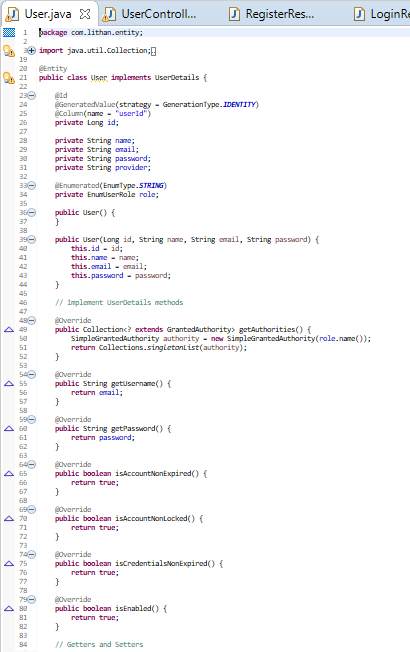 User.java
UserControll...
RegisterRes...
LoginRe
1 package com.lithan.entity;
2
3 import java.util.Collection;
19
20 @Entity
21 public class User implements UserDetails {
22
23 @Id
24 @GeneratedValue(strategy = GenerationType.IDENTITY)
25 @Column(name = "userId")
26 private Long id;
27
28 private String name;
29 private String email;
30 private String password;
31 private String provider;
32
33 @Enumerated(EnumType.STRING)
34 private EnumUserRole role;
35
36 public User() {
37 }
38
39 public User(Long id, String name, String email, String password) {
40 this.id = id;
41 this.name = name;
42 this.email = email;
43 this.password = password;
44 }
45
46 // Implement UserDetails methods
47
48 @Override
49 public Collection<? extends GrantedAuthority> getAuthorities() {
50 SimpleGrantedAuthority authority = new SimpleGrantedAuthority(role.name());
51 return Collections.singletonList(authority);
52 }
53
54 @Override
55 public String getUsername() {
56 return email;
57 }
58
59 @Override
60 public String getPassword() {
61 return password;
62 }
63
64 @Override
65 public boolean isAccountNonExpired() {
66 return true;
67 }
68
69 @Override
70 public boolean isAccountNonLocked() {
71 return true;
72 }
73
74 @Override
75 public boolean isCredentialsNonExpired() {
76 return true;
77 }
78
79 @Override
80 public boolean isEnabled() {
81 return true;
82 }
83
84 // Getters and Setters